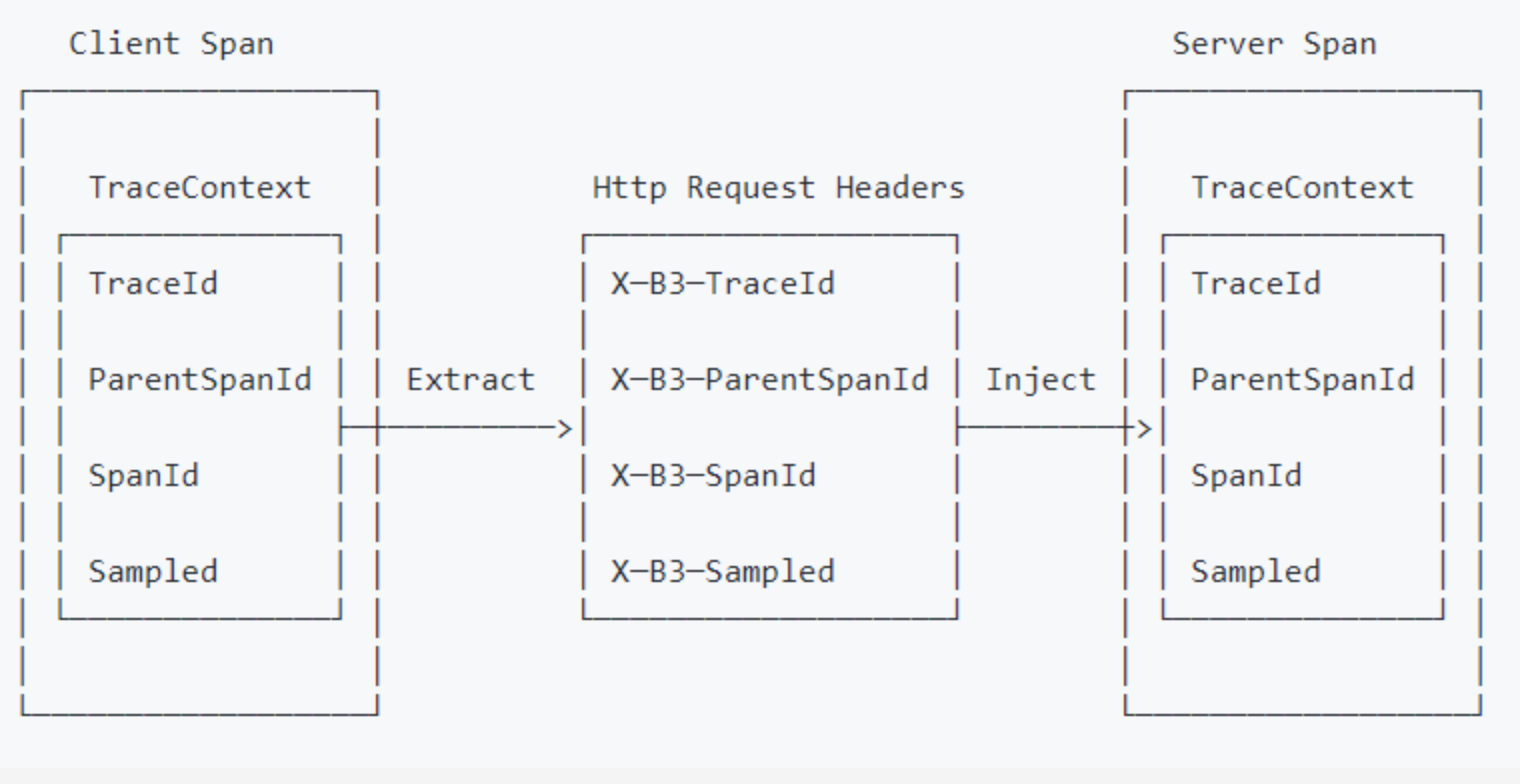 Client Span
Server Span
TraceContext
Http Request Headers
TraceContext
TraceId
X-B3-TraceId
TraceId
ParentSpanId
Extract
X-B3-ParentSpanId
Inject
ParentSpanId
SpanId
X-B3-SpanId
SpanId
Sampled
X-B3-Sampled
Sampled